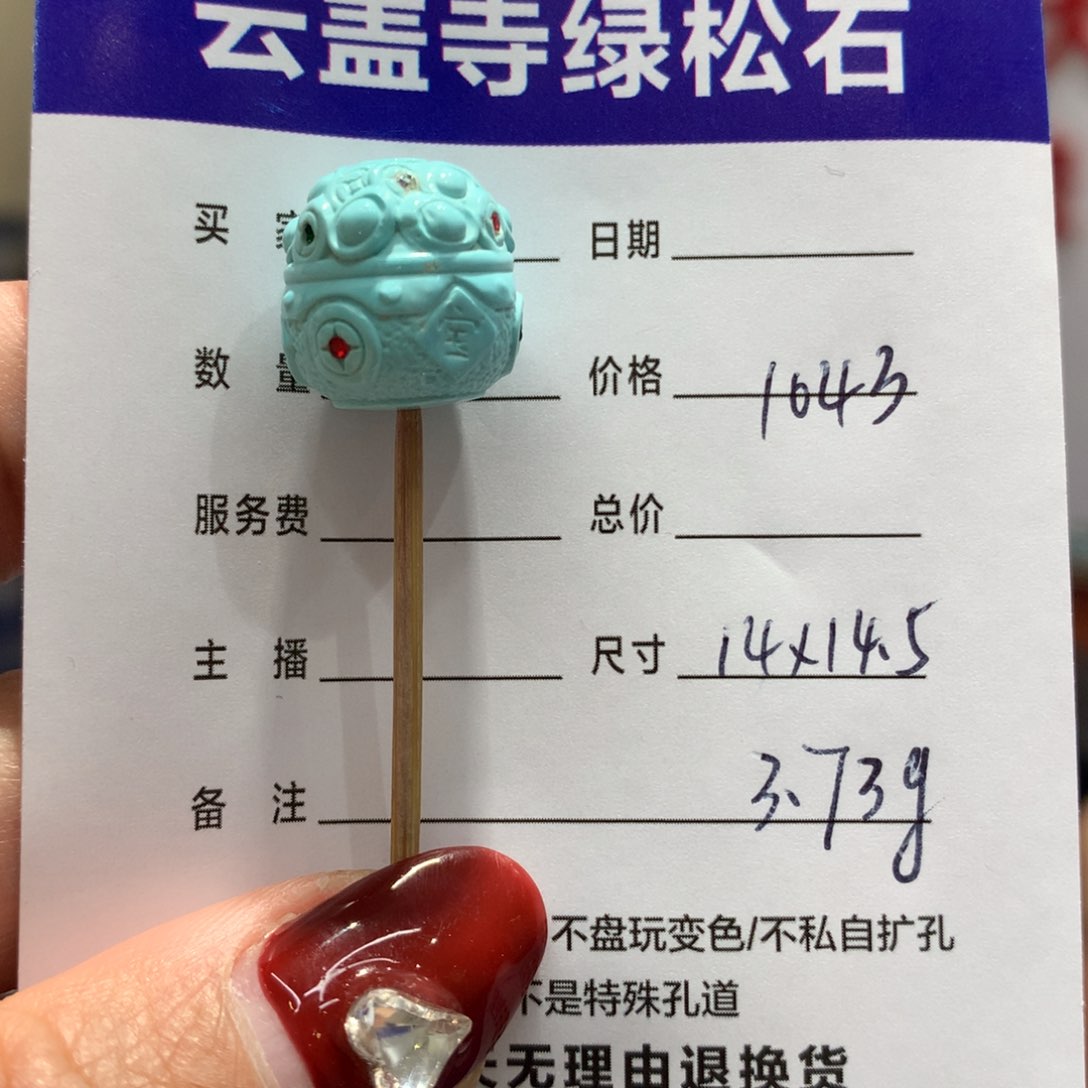 云盖寺绿松石
买 日期
数量 价格 1043
服务费 总价
主播 尺寸 14x14.5
备注 3.73g
不盘玩变色/不私自扩孔
不是特殊孔道
无理由退换货